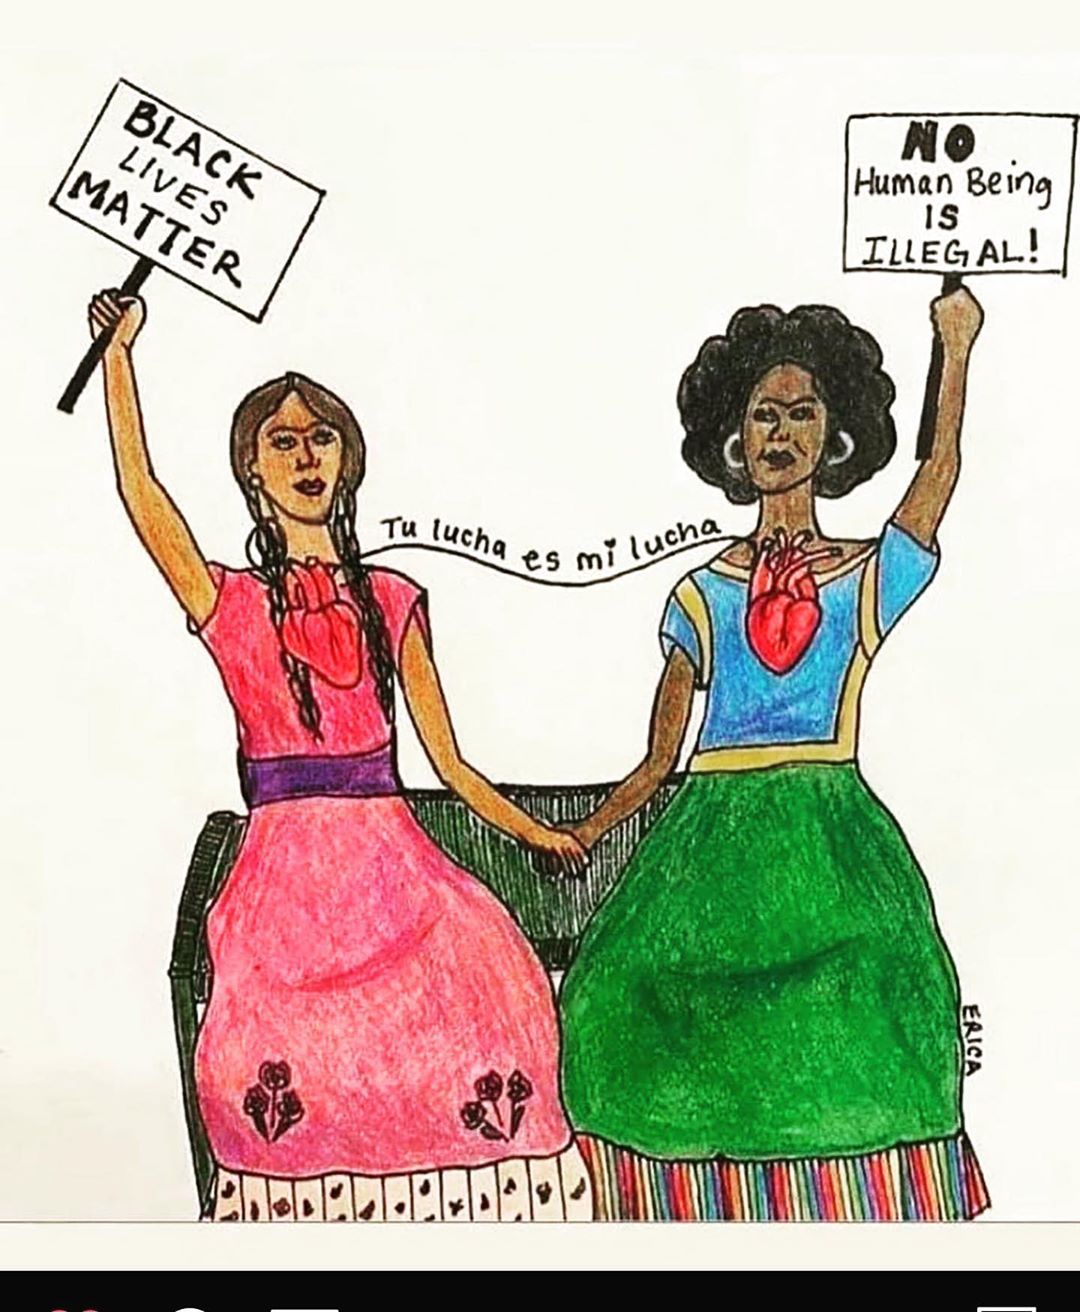 BLACK
LIVES
MATTER
NO
Human Being
IS
ILLEGAL!
Tu lucha es mi lucha
ERICA